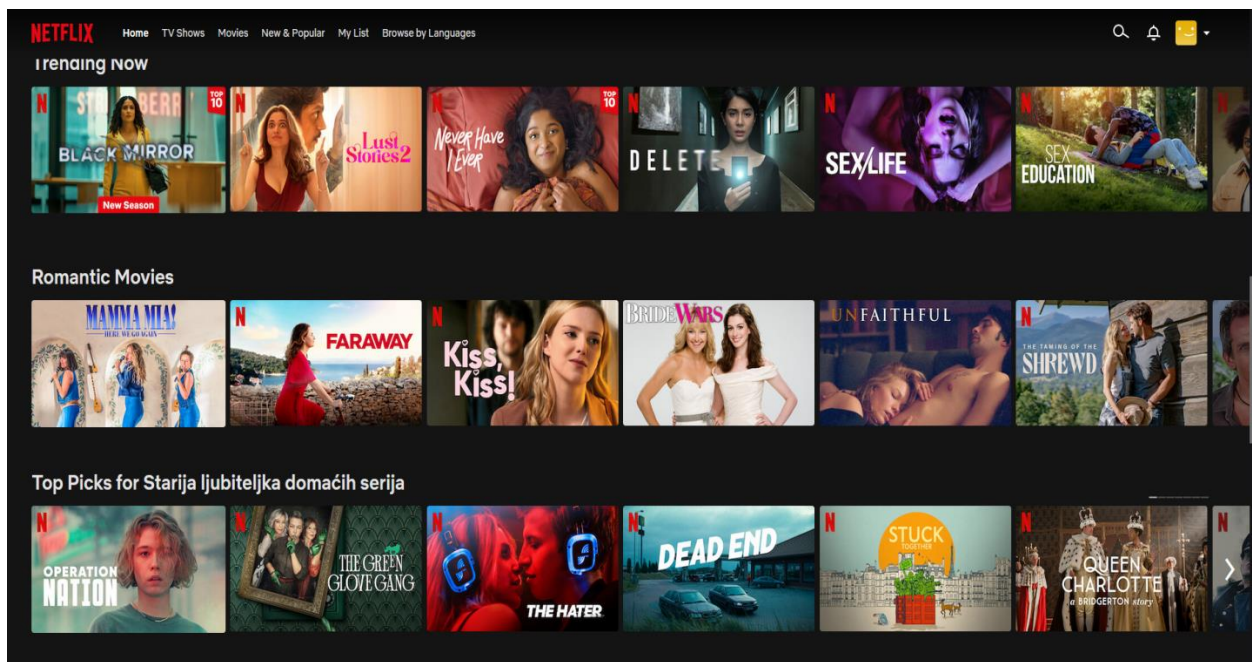 NETFLIX Home TV Shows Movies New & Popular My List Browse by Languages
Trending Now
N STRAWBERR TOP 10
BLACK MIRROR
New Season
N Lust Stories 2
N Never Have I Ever TOP 10
N DELETE
N SEX/LIFE
N SEX EDUCATION
N
Romantic Movies
MAMMA MIA!
HERE WE GO AGAIN
N FARAWAY
N Kiss, Kiss!
BRIDE WARS
UNFAITHFUL
N THE TAMING OF THE
SHREWD
N
Top Picks for Starija ljubiteljka domaćih serija
N OPERATION
NATION
N THE GREEN
GLOVE GANG
N THE HATER
N DEAD END
N STUCK
TOGETHER
N QUEEN
CHARLOTTE
a BRIDGERTON story
N